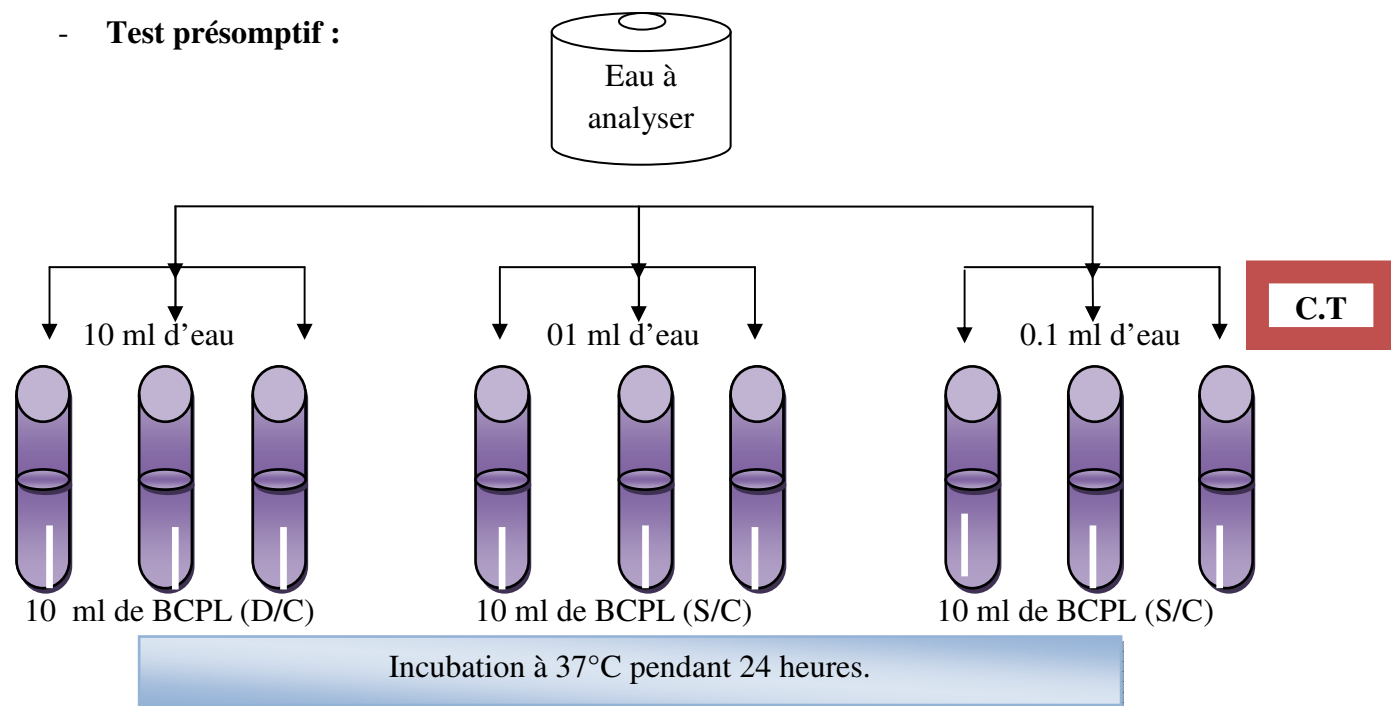 - Test présomptif :
Eau à
analyser
C.T
10 ml d’eau
01 ml d’eau
0.1 ml d’eau
10 ml de BCPL (D/C)
10 ml de BCPL (S/C)
10 ml de BCPL (S/C)
Incubation à 37°C pendant 24 heures.